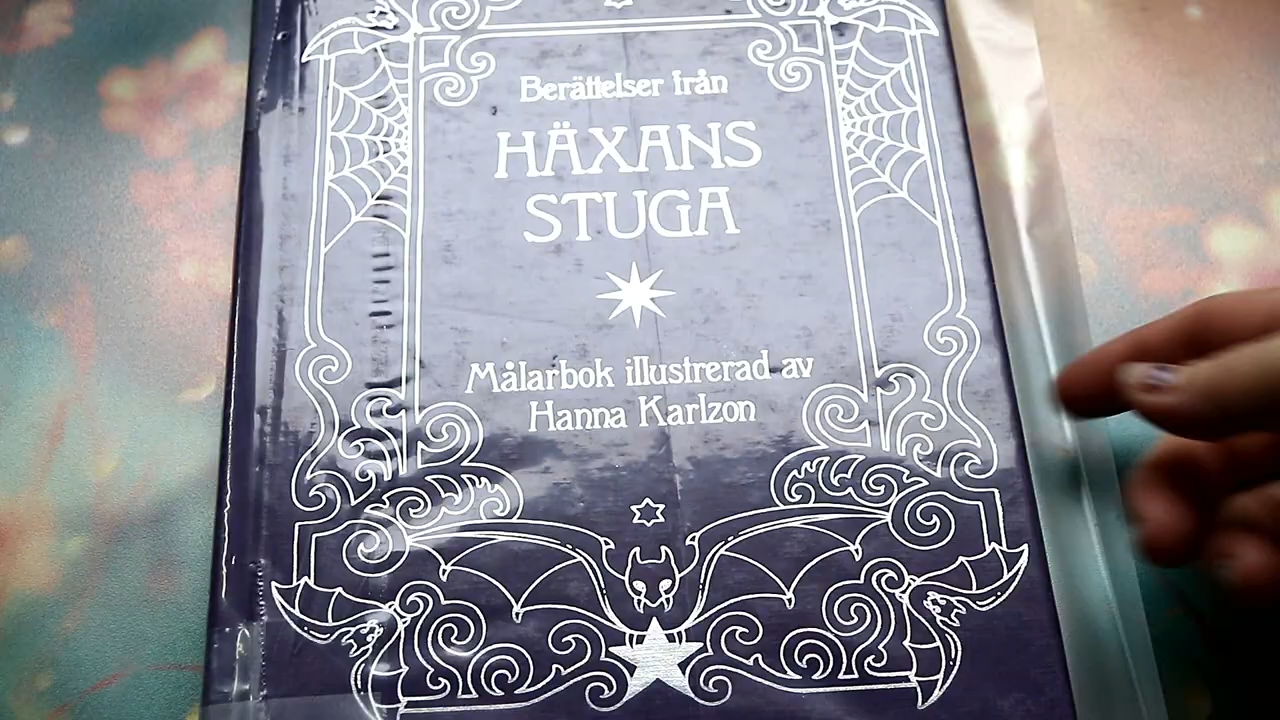 Berättelser från
HÄXANS
STUGA
Målarbok illustrerad av
Hanna Karlzon